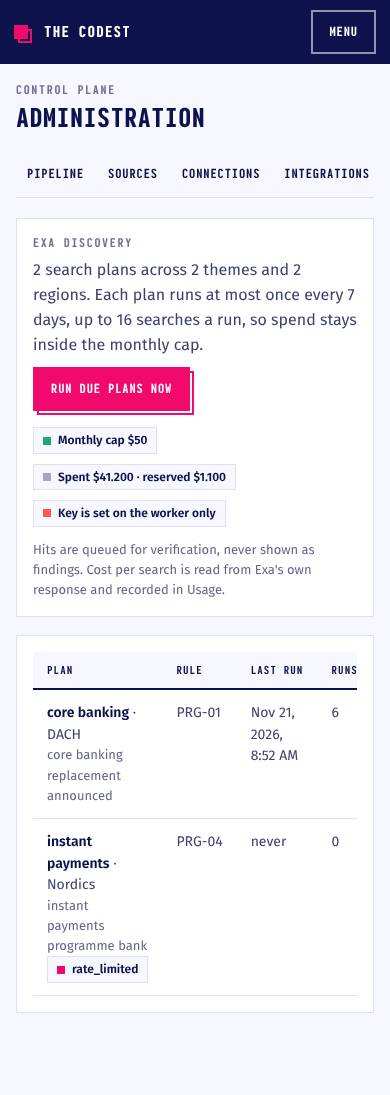 THE CODEST
MENU
CONTROL PLANE
ADMINISTRATION
PIPELINE SOURCES CONNECTIONS INTEGRATIONS
EXA DISCOVERY
2 search plans across 2 themes and 2
regions. Each plan runs at most once every 7
days, up to 16 searches a run, so spend stays
inside the monthly cap.
RUN DUE PLANS NOW
Monthly cap $50
Spent $41.200 · reserved $1.100
Key is set on the worker only
Hits are queued for verification, never shown as
findings. Cost per search is read from Exa's own
response and recorded in Usage.
PLAN RULE LAST RUN RUNS
core banking · PRG-01 Nov 21, 6
DACH 2026,
core banking 8:52 AM
replacement
announced
instant PRG-04 never 0
payments ·
Nordics
instant
payments
programme bank
rate_limited